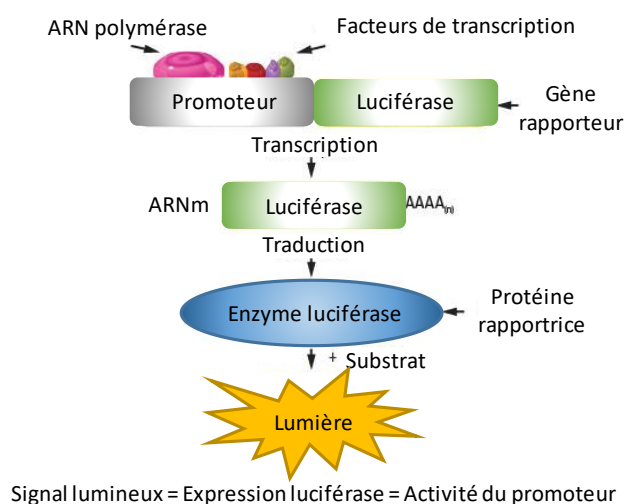 ARN polymérase
Facteurs de transcription
Promoteur
Luciférase
Gène
rapporteur
Transcription
ARNm
Luciférase
AAAA(n)
Traduction
Enzyme luciférase
Protéine
rapportrice
+ Substrat
Lumière
Signal lumineux = Expression luciférase = Activité du promoteur